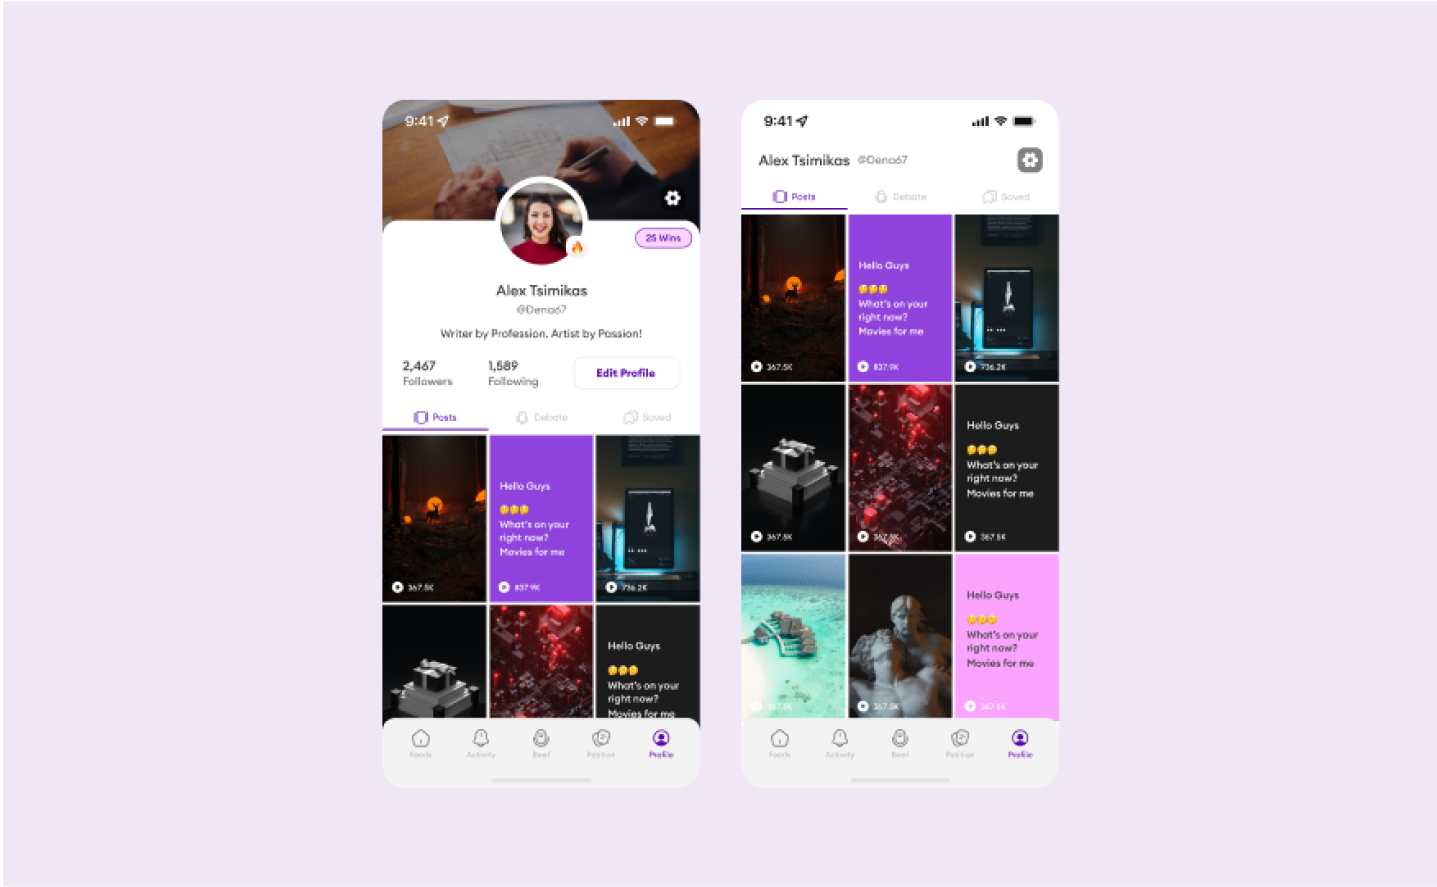 9:41
25 Wins
Alex Tsimikas
@Dena67
Writer by Profession. Artist by Passion!
2,467
Followers
1,589
Following
Edit Profile
Posts
Debate
Saved
367.5K
Hello Guys
🤔🤔🤔
What's on your
right now?
Movies for me
837.9K
736.2K
Hello Guys
🤔🤔🤔
What's on your
right now?
Movies for me
Feeds
Activity
Beef
Petition
Profile
9:41
Alex Tsimikas @Dena67
Posts
Debate
Saved
367.5K
Hello Guys
🤔🤔🤔
What's on your
right now?
Movies for me
837.9K
736.2K
367.5K
367.5K
Hello Guys
🤔🤔🤔
What's on your
right now?
Movies for me
367.5K
367.5K
367.5K
Hello Guys
🤔🤔🤔
What's on your
right now?
Movies for me
367.5K
Feeds
Activity
Beef
Petition
Profile